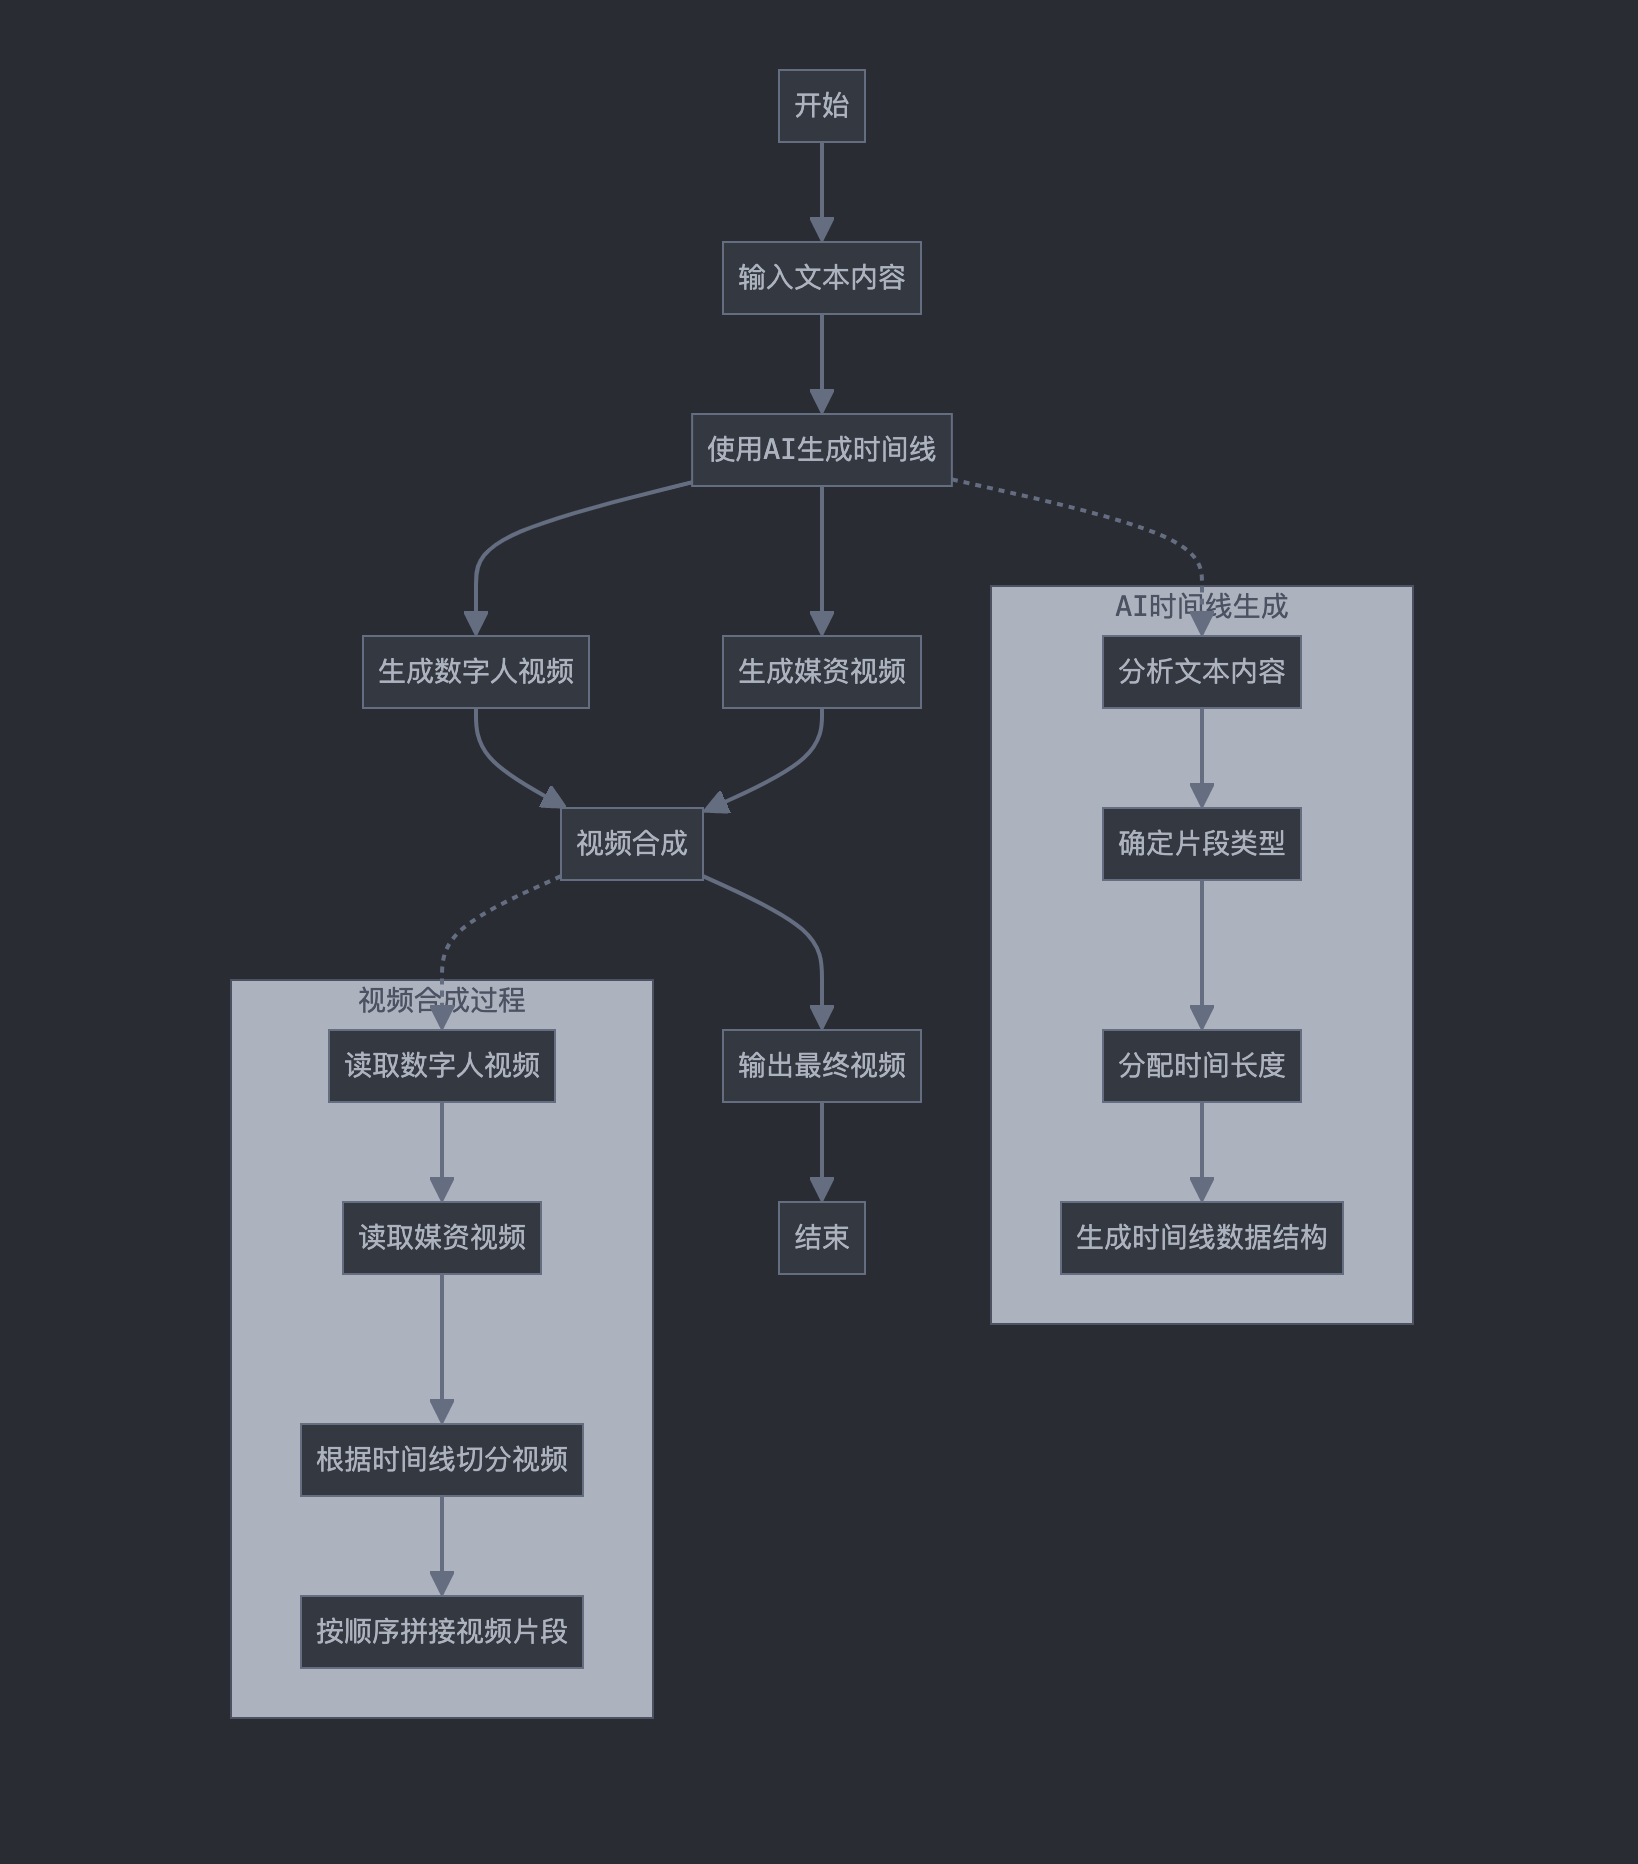 开始
输入文本内容
使用AI生成时间线
生成数字人视频
生成媒资视频
视频合成
输出最终视频
结束
AI时间线生成
分析文本内容
确定片段类型
分配时间长度
生成时间线数据结构
视频合成过程
读取数字人视频
读取媒资视频
根据时间线切分视频
按顺序拼接视频片段